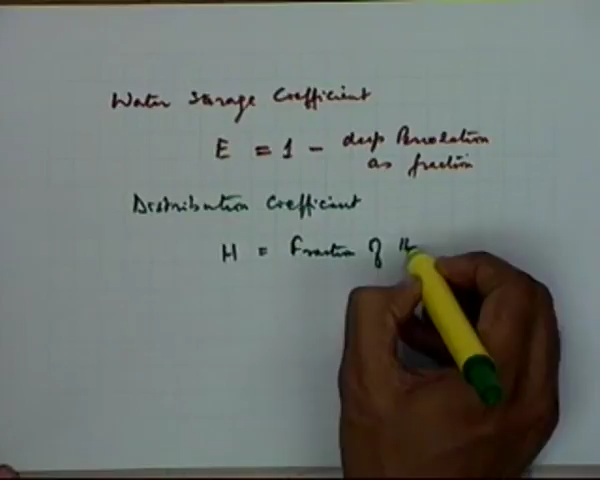 Water Storage Coefficient
E = 1 - deep Percolation
as fraction
Distribution Coefficient
H = Fraction of